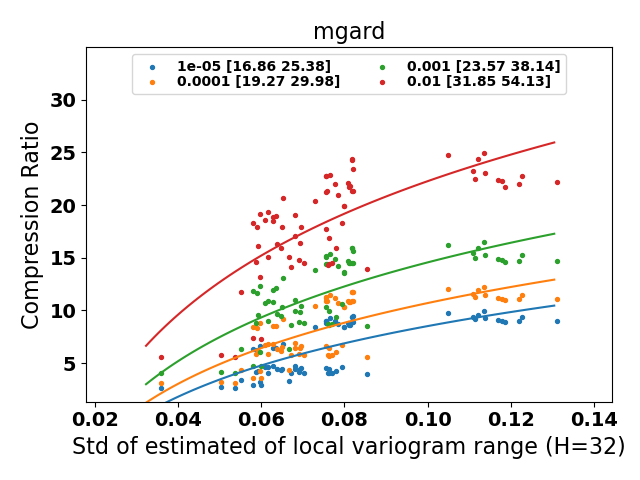 mgard
1e-05 [16.86 25.38]
0.0001 [19.27 29.98]
0.001 [23.57 38.14]
0.01 [31.85 54.13]
Compression Ratio
30
25
20
15
10
5
0.02 0.04 0.06 0.08 0.10 0.12 0.14
Std of estimated of local variogram range (H=32)